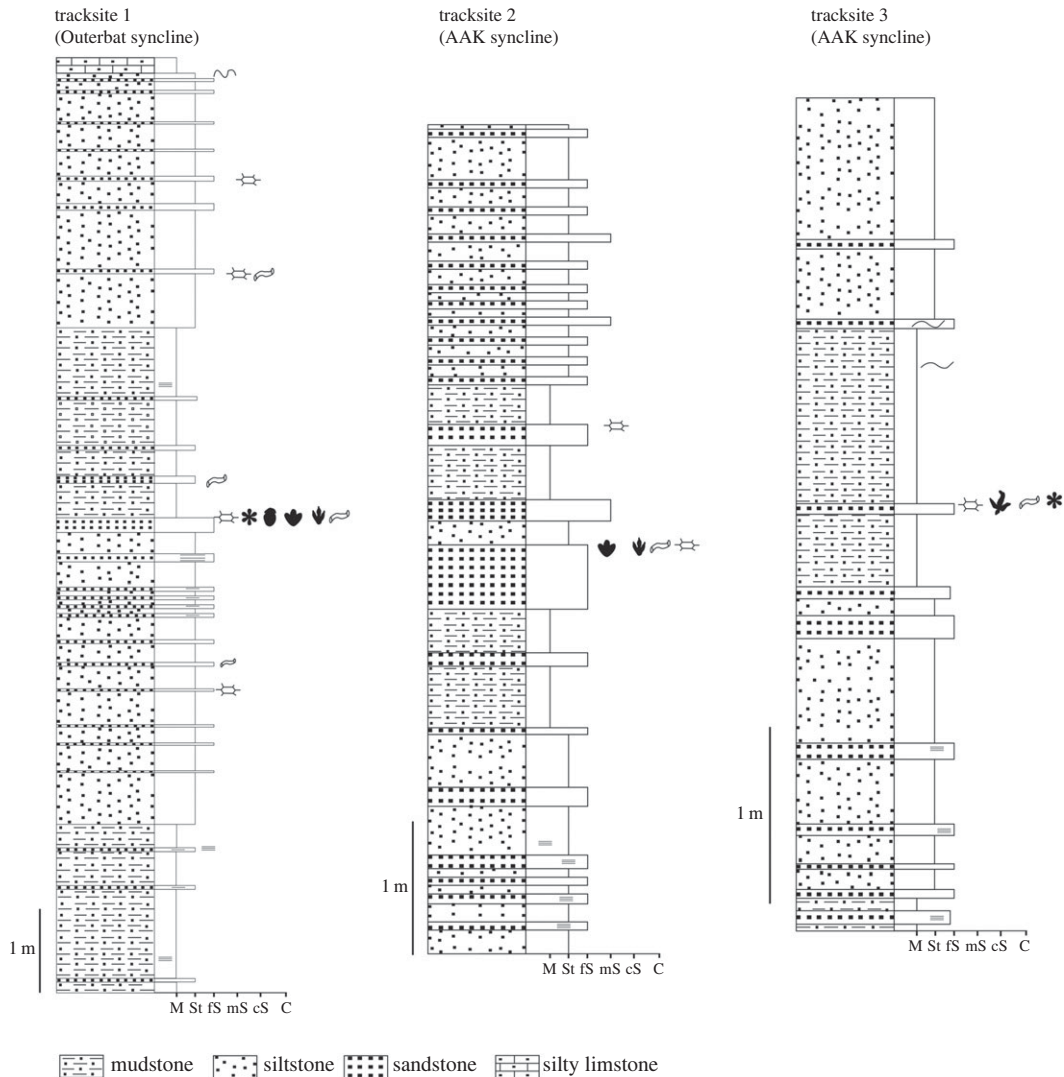 tracksite 1
(Outerbat syncline)
tracksite 2
(AAK syncline)
tracksite 3
(AAK syncline)
1 m
M St fS mS cS C
1 m
M St fS mS cS C
1 m
M St fS mS cS C
mudstone siltstone sandstone silty limstone